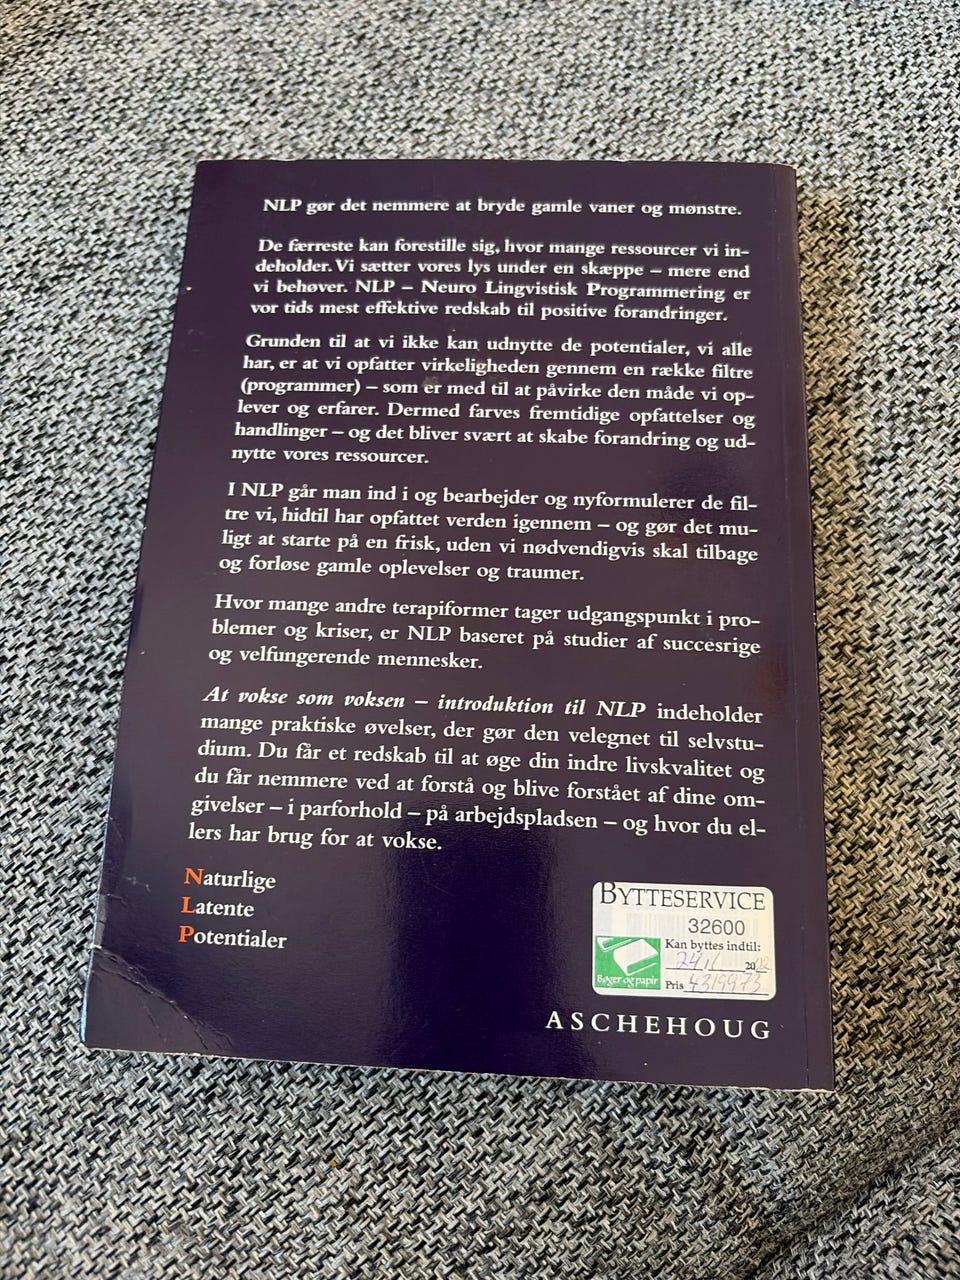 NLP gør det nemmere at bryde gamle vaner og mønstre.
De færreste kan forestille sig, hvor mange ressourcer vi in-
deholder. Vi sætter vores lys under en skæppe – mere end
vi behøver. NLP – Neuro Lingvistisk Programmering er
vor tids mest effektive redskab til positive forandringer.
Grunden til at vi ikke kan udnytte de potentialer, vi alle
har, er at vi opfatter virkeligheden gennem en række filtre
(programmer) – som er med til at påvirke den måde vi op-
lever og erfarer. Dermed farves fremtidige opfattelser og
handlinger – og det bliver svært at skabe forandring og ud-
nytte vores ressourcer.
I NLP går man ind i og bearbejder og nyformulerer de fil-
tre vi, hidtil har opfattet verden igennem – og gør det mu-
ligt at starte på en frisk, uden vi nødvendigvis skal tilbage
og forløse gamle oplevelser og traumer.
Hvor mange andre terapiformer tager udgangspunkt i pro-
blemer og kriser, er NLP baseret på studier af succesrige
og velfungerende mennesker.
At vokse som voksen – introduktion til NLP indeholder
mange praktiske øvelser, der gør den velegnet til selvstu-
dium. Du får et redskab til at øge din indre livskvalitet og
du får nemmere ved at forstå og blive forstået af dine om-
givelser – i parforhold – på arbejdspladsen – og hvor du el-
lers har brug for at vokse.
Naturlige
Latente
Potentialer
BYTTESERVICE
32600
Kan byttes indtil:
20
Pris
Bøger og papir
ASCHEHOUG